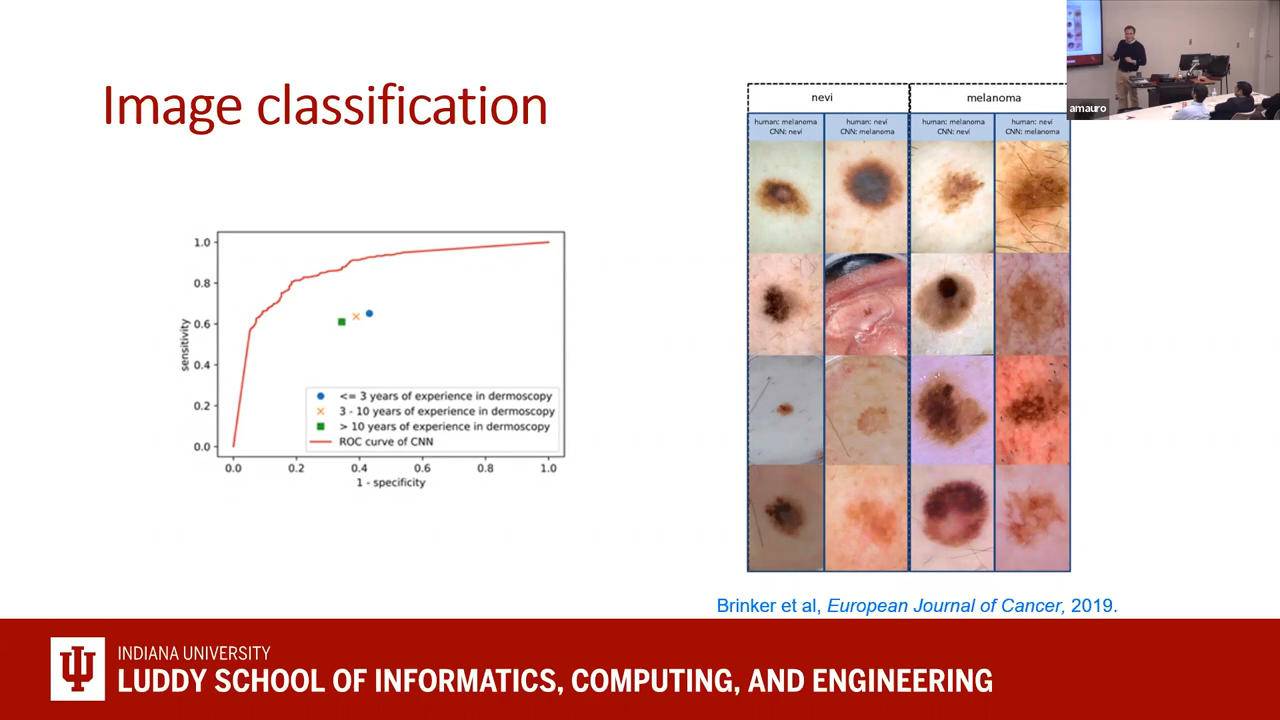 Image classification
amauro
nevi
melanoma
human: melanoma
CNN: nevi
human: nevi
CNN: melanoma
human: melanoma
CNN: nevi
human: nevi
CNN: melanoma
1.0
0.8
0.6
0.4
0.2
0.0
sensitivity
<= 3 years of experience in dermoscopy
3 - 10 years of experience in dermoscopy
> 10 years of experience in dermoscopy
ROC curve of CNN
0.0 0.2 0.4 0.6 0.8 1.0
1 - specificity
Brinker et al, European Journal of Cancer, 2019.
INDIANA UNIVERSITY
LUDDY SCHOOL OF INFORMATICS, COMPUTING, AND ENGINEERING